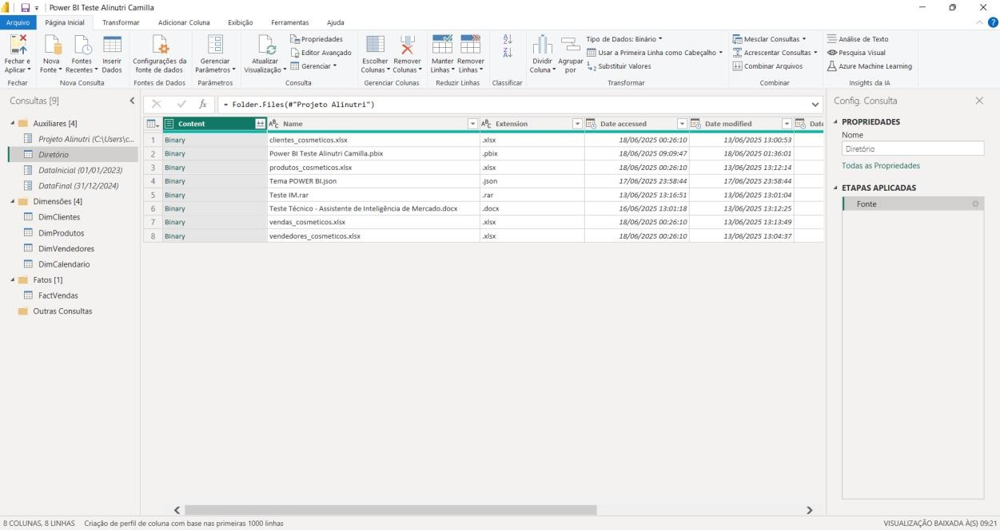 Power BI Teste Alinutri Camilla
Arquivo Página Inicial Transformar Adicionar Coluna Exibição Ferramentas Ajuda
Fechar e Aplicar
Fechar
Nova Fonte
Fontes Recentes
Inserir Dados
Nova Consulta
Configurações da fonte de dados
Fontes de Dados
Gerenciar Parâmetros
Parâmetros
Atualizar Visualização
Propriedades
Editor Avançado
Gerenciar
Consulta
Escolher Colunas
Remover Colunas
Gerenciar Colunas
Manter Linhas
Remover Linhas
Reduzir Linhas
Classificar
Dividir Coluna
Agrupar por
Tipo de Dados: Binário
Usar a Primeira Linha como Cabeçalho
Substituir Valores
Transformar
Mesclar Consultas
Acrescentar Consultas
Combinar Arquivos
Combinar
Análise de Texto
Pesquisa Visual
Azure Machine Learning
Insights da IA
Consultas [9]
Auxiliares [4]
Projeto Alinutri (C:\Users\c...
Diretório
DataInicial (01/01/2023)
DataFinal (31/12/2024)
Dimensões [4]
DimClientes
DimProdutos
DimVendedores
DimCalendario
Fatos [1]
FactVendas
Outras Consultas
fx = Folder.Files(#"Projeto Alinutri")
Content ABC Name ABC Extension Date accessed Date modified Date
1 Binary clientes_cosmeticos.xlsx .xlsx 18/06/2025 00:26:10 13/06/2025 13:00:53
2 Binary Power BI Teste Alinutri Camilla.pbix .pbix 18/06/2025 09:09:47 18/06/2025 01:36:01
3 Binary produtos_cosmeticos.xlsx .xlsx 18/06/2025 00:26:10 13/06/2025 13:12:14
4 Binary Tema POWER BI.json .json 17/06/2025 23:58:44 17/06/2025 23:58:44
5 Binary Teste IM.rar .rar 13/06/2025 13:16:51 13/06/2025 13:01:04
6 Binary Teste Técnico - Assistente de Inteligência de Mercado.docx .docx 16/06/2025 13:01:18 13/06/2025 13:12:25
7 Binary vendas_cosmeticos.xlsx .xlsx 18/06/2025 00:26:10 13/06/2025 13:13:49
8 Binary vendedores_cosmeticos.xlsx .xlsx 18/06/2025 00:26:10 13/06/2025 13:04:37
Config. Consulta
PROPRIEDADES
Nome
Diretório
Todas as Propriedades
ETAPAS APLICADAS
Fonte
8 COLUNAS, 8 LINHAS Criação de perfil de coluna com base nas primeiras 1000 linhas VISUALIZAÇÃO BAIXADA À(S) 09:21